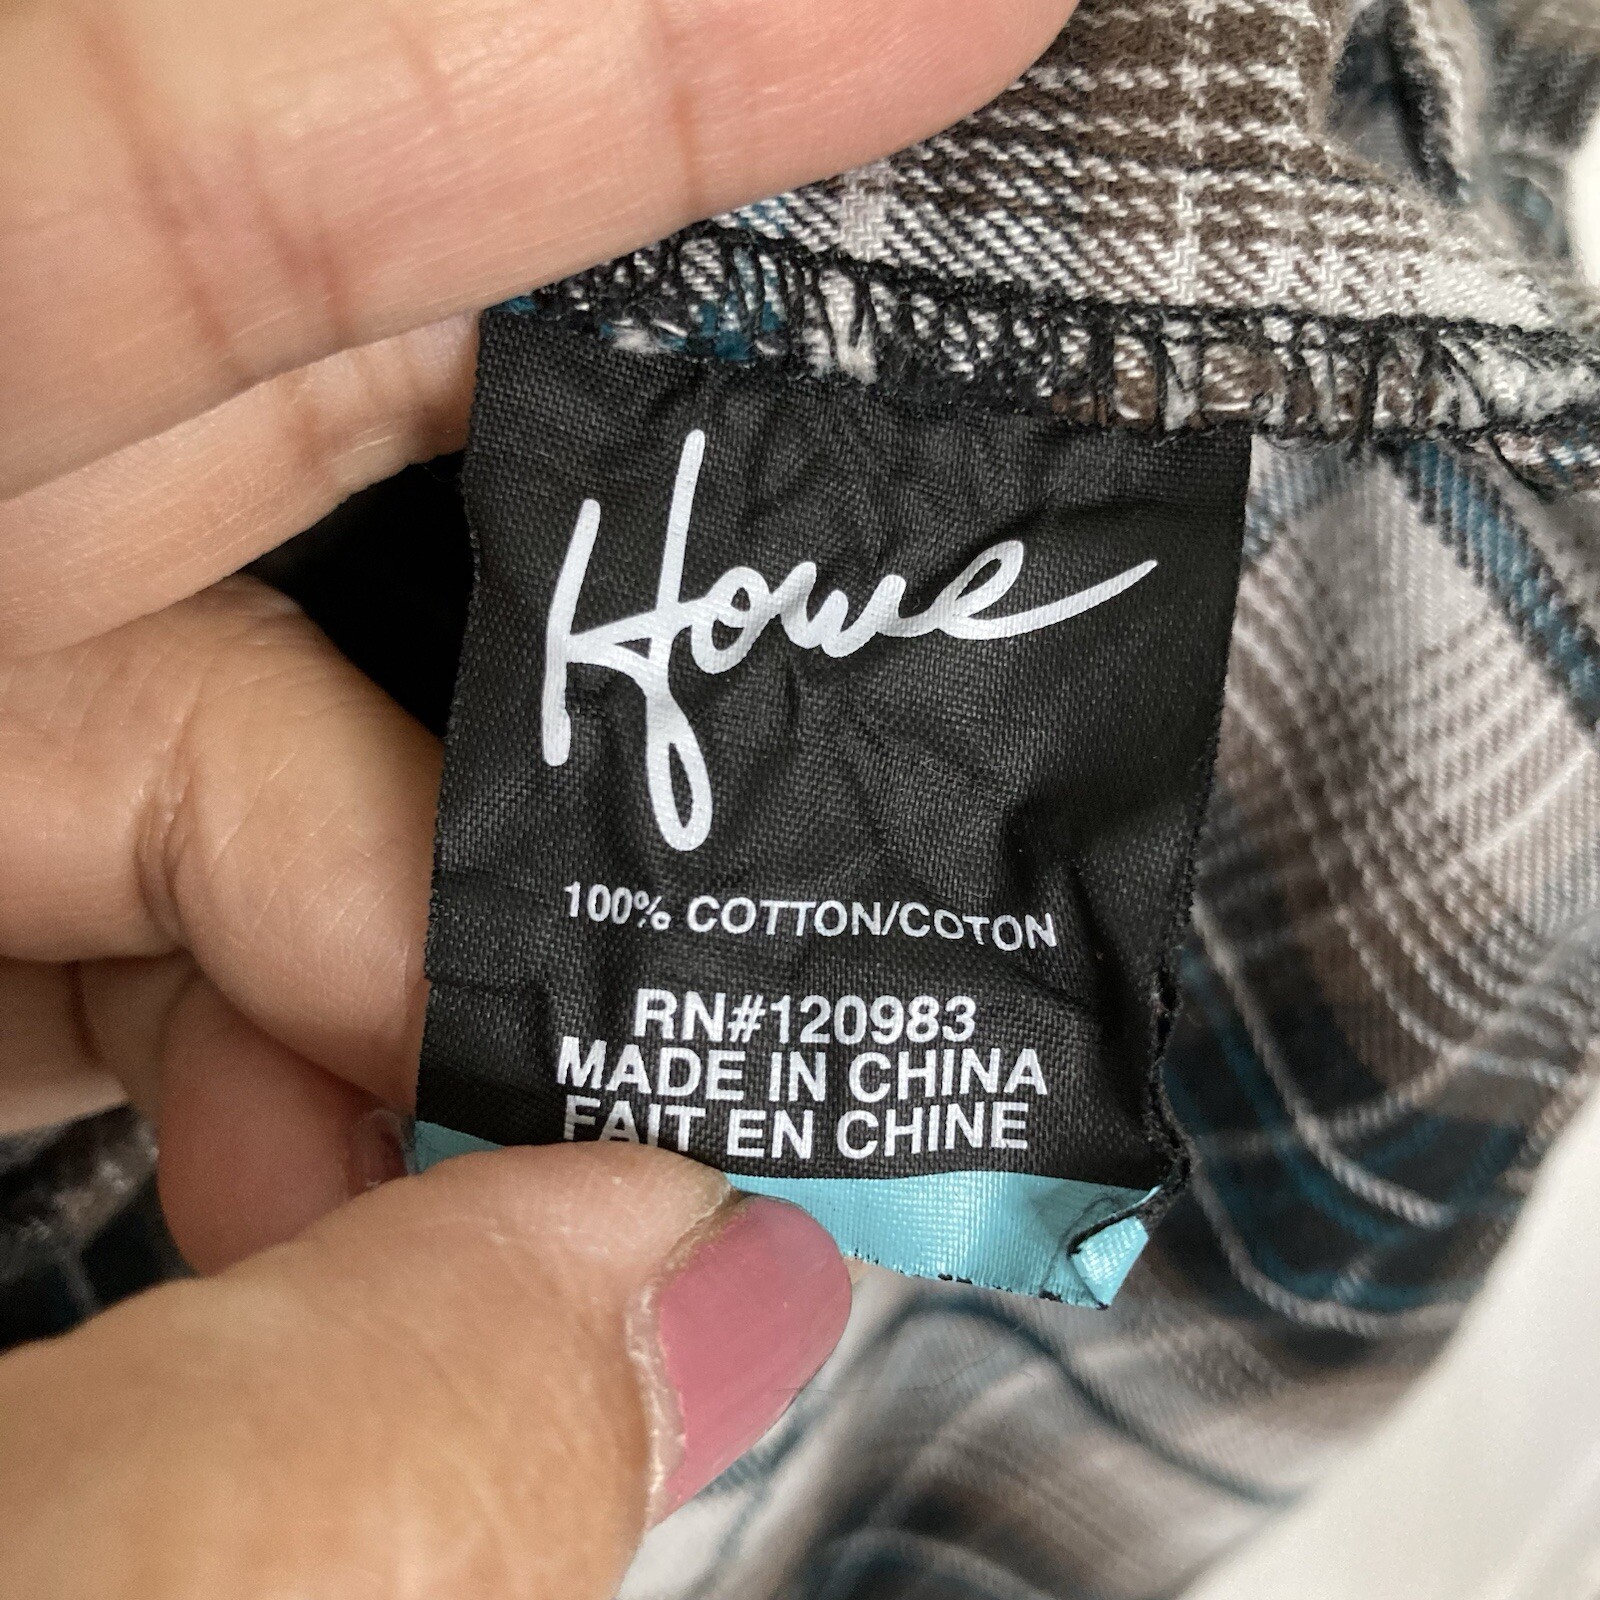 Howe
100% COTTON/COTON
RN#120983
MADE IN CHINA
FAIT EN CHINE